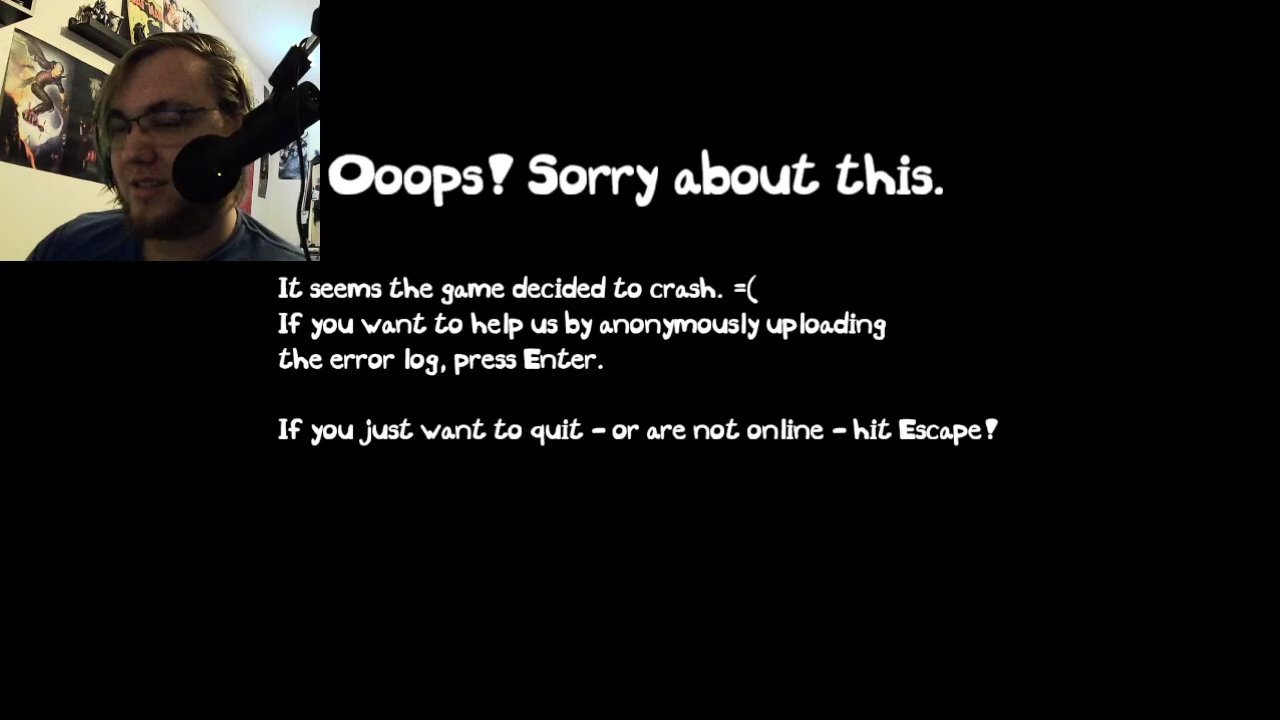 Ooops! Sorry about this.
It seems the game decided to crash. =(
If you want to help us by anonymously uploading
the error log, press Enter.
If you just want to quit - or are not online - hit Escape!